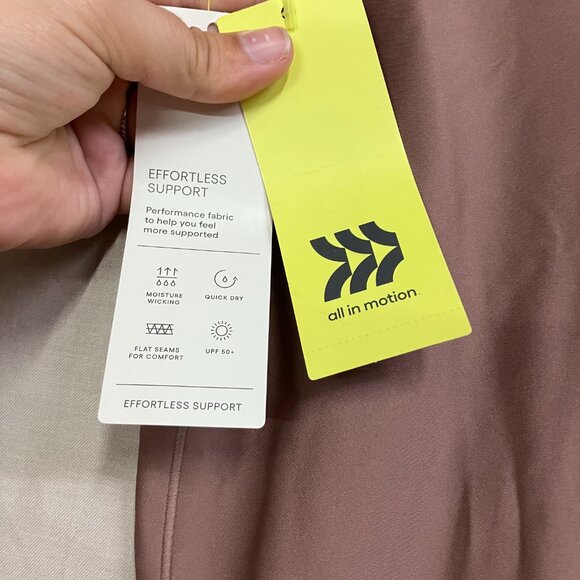 EFFORTLESS
SUPPORT
Performance fabric
to help you feel
more supported
MOISTURE
WICKING
QUICK DRY
FLAT SEAMS
FOR COMFORT
UPF 50+
EFFORTLESS SUPPORT
all in motion™